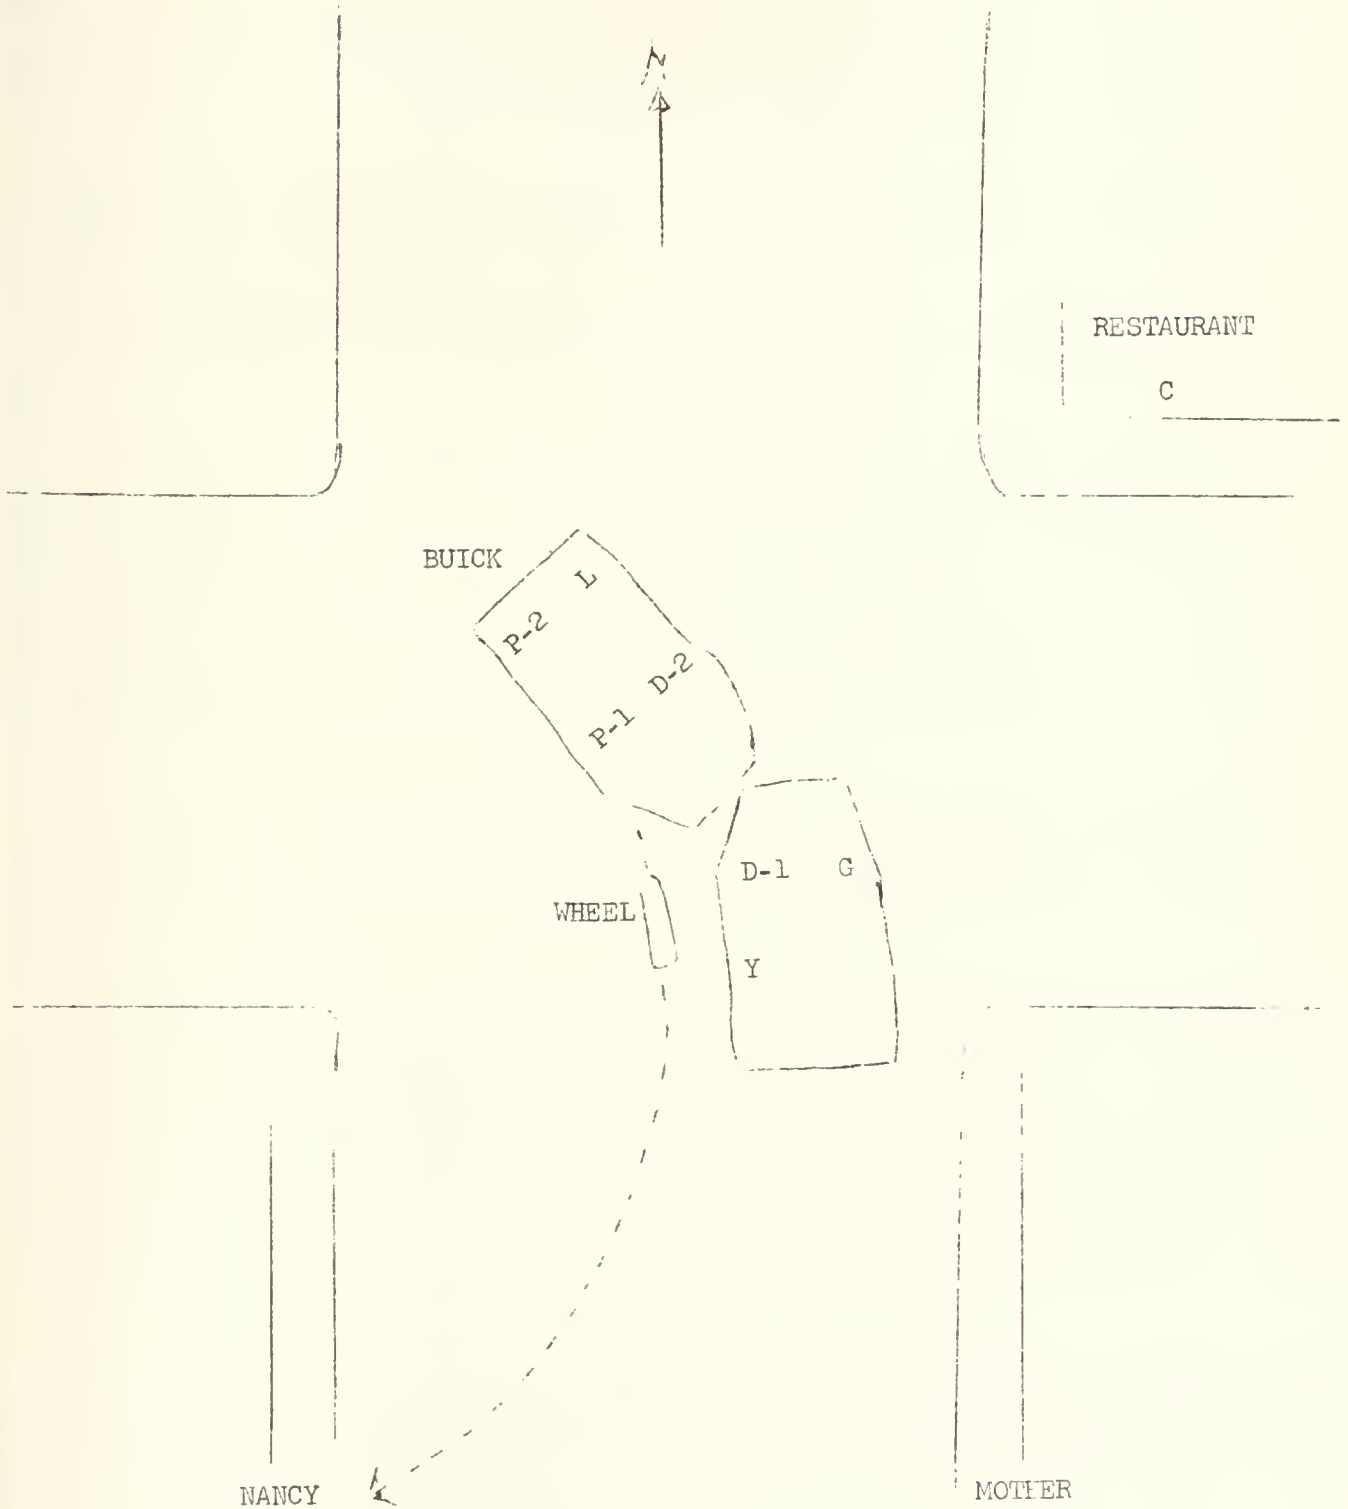 N
RESTAURANT
C
BUICK
L
P-2
D-2
P-1
D-1 G
WHEEL
Y
NANCY
MOTHER